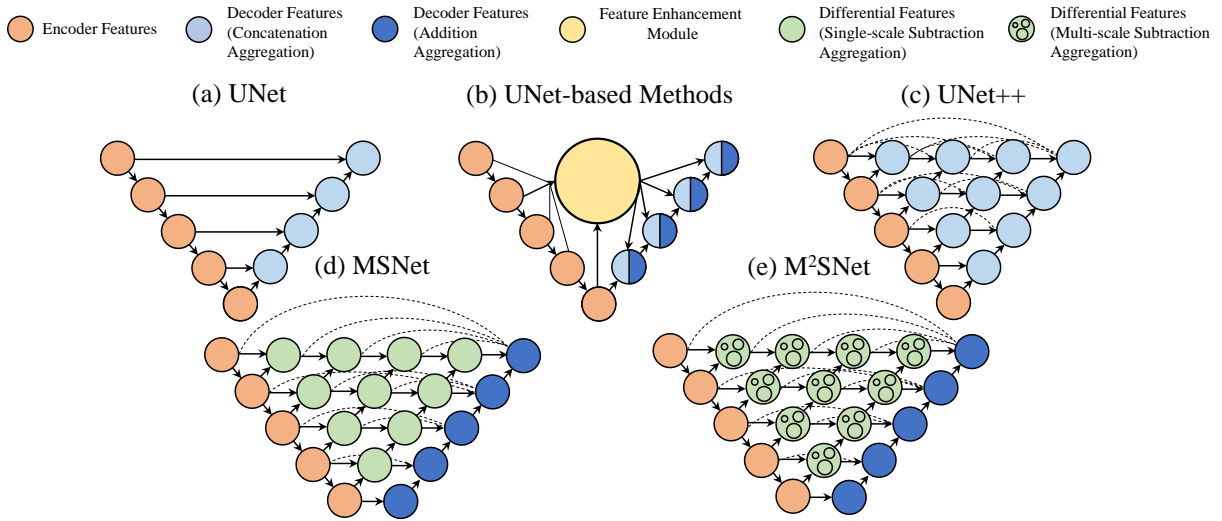 Encoder Features
Decoder Features
(Concatenation
Aggregation)
Decoder Features
(Addition
Aggregation)
Feature Enhancement
Module
Differential Features
(Single-scale Subtraction
Aggregation)
Differential Features
(Multi-scale Subtraction
Aggregation)
(a) UNet
(b) UNet-based Methods
(c) UNet++
(d) MSNet
(e) M²SNet